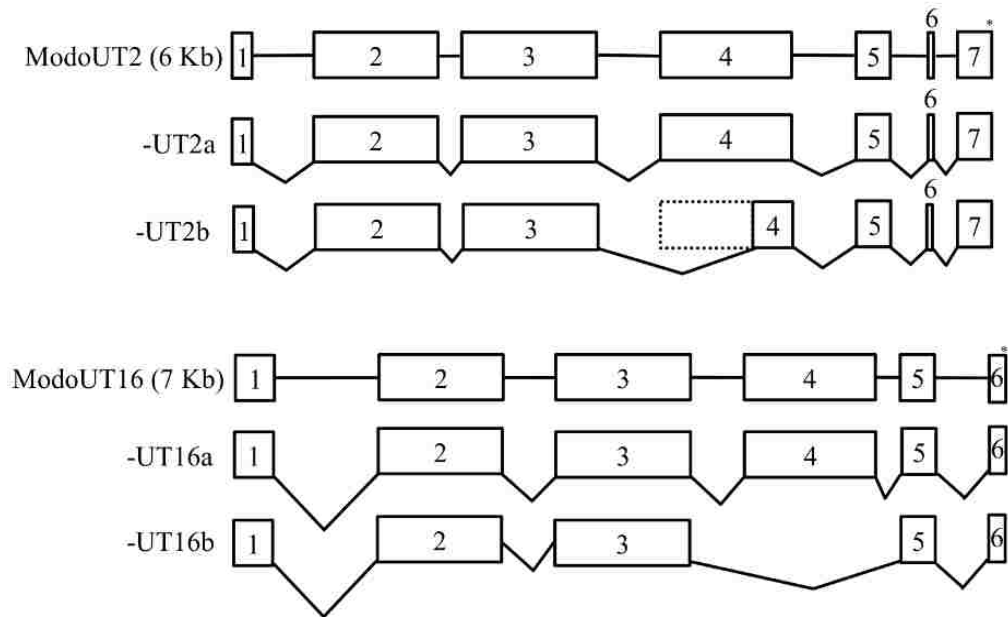 6 *
ModoUT2 (6 Kb) 1 2 3 4 5 7
6
-UT2a 1 2 3 4 5 7
6
-UT2b 1 2 3 4 5 7
*
ModoUT16 (7 Kb) 1 2 3 4 5 6
-UT16a 1 2 3 4 5 6
-UT16b 1 2 3 5 6